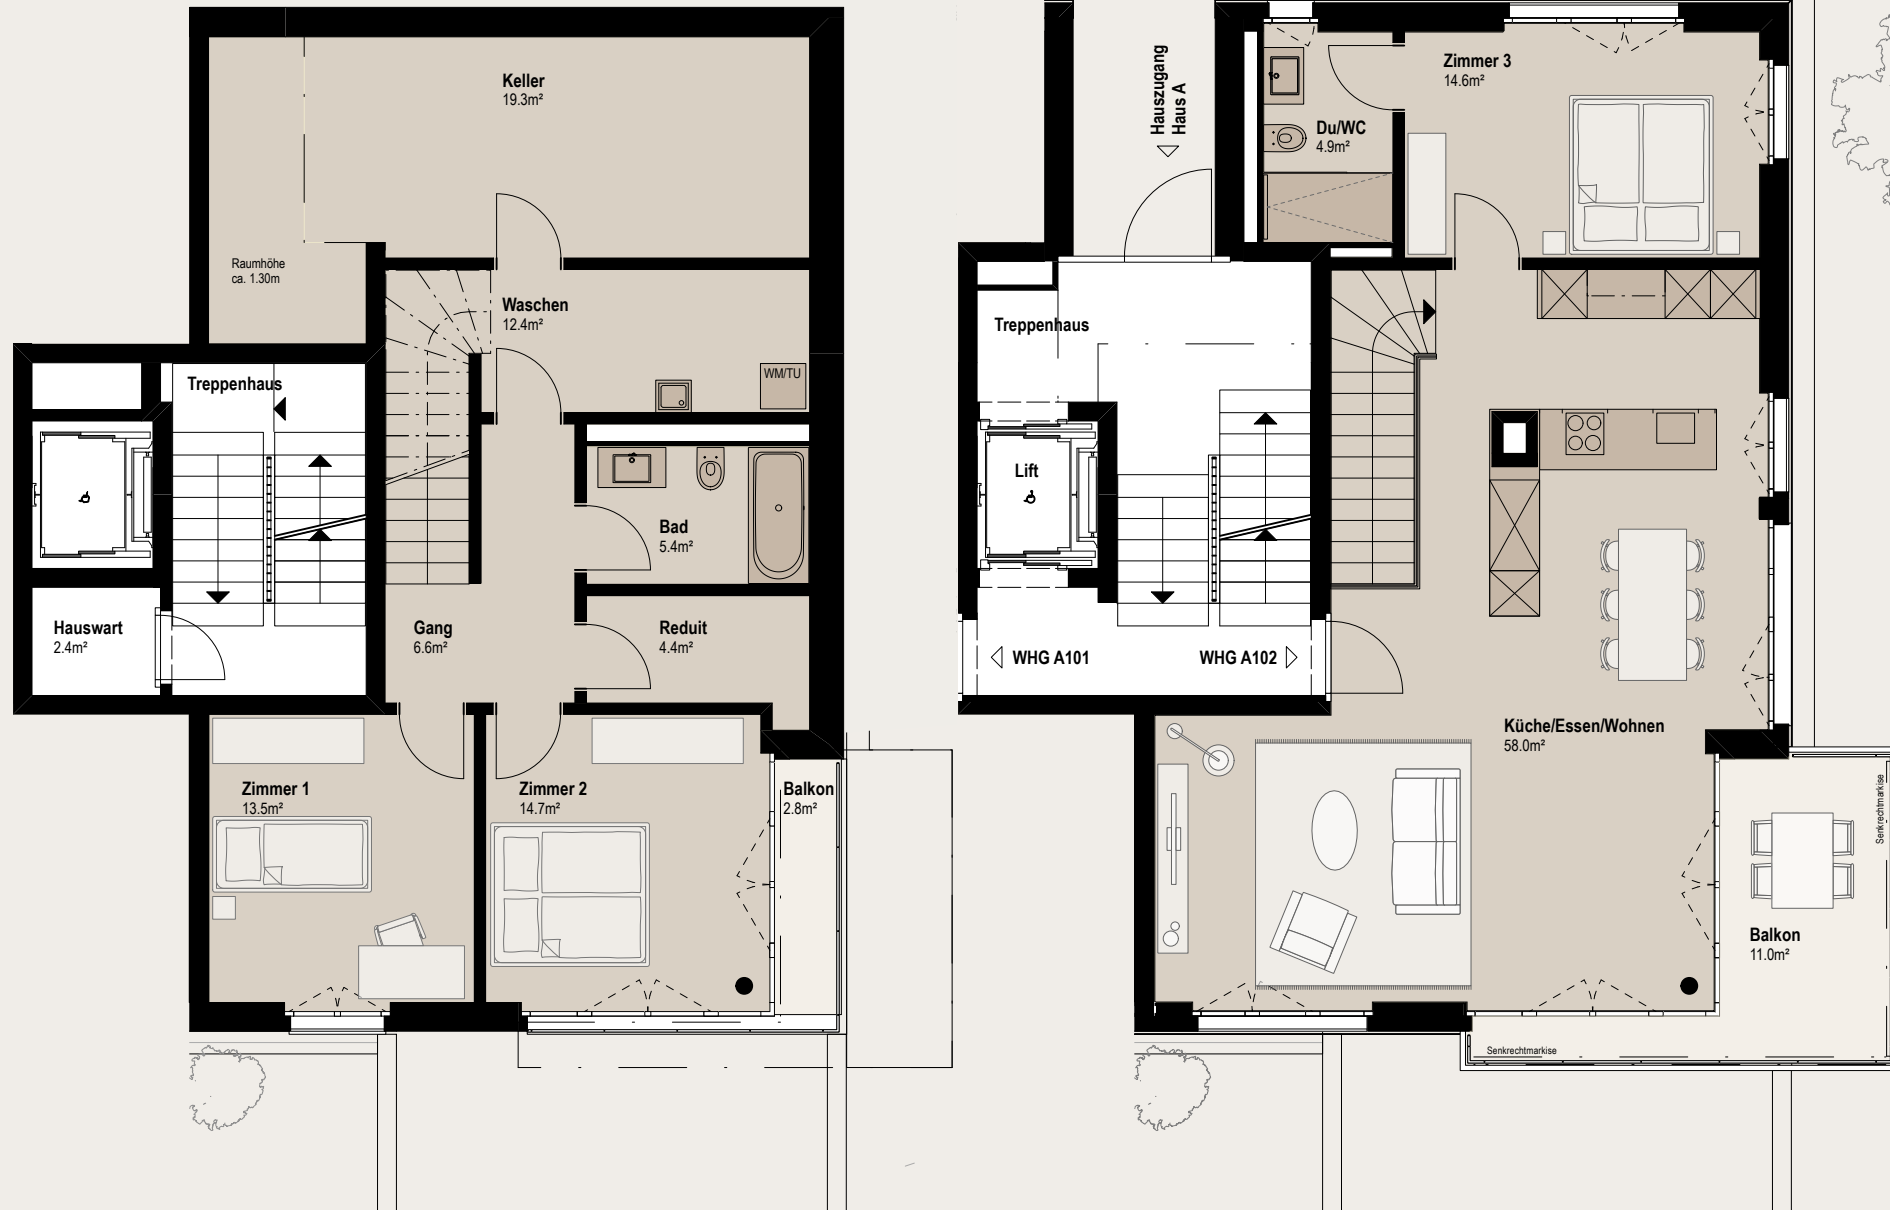 Keller
19.3m²
Raumhöhe
ca. 1.30m
Waschen
12.4m²
WM/TU
Treppenhaus
Bad
5.4m²
Hauswart
2.4m²
Gang
6.6m²
Reduit
4.4m²
Zimmer 1
13.5m²
Zimmer 2
14.7m²
Balkon
2.8m²
Hauszugang
Haus A
Zimmer 3
14.6m²
Du/WC
4.9m²
Treppenhaus
Lift
WHG A101
WHG A102
Küche/Essen/Wohnen
58.0m²
Senkrechtmarkise
Balkon
11.0m²
Senkrechtmarkise